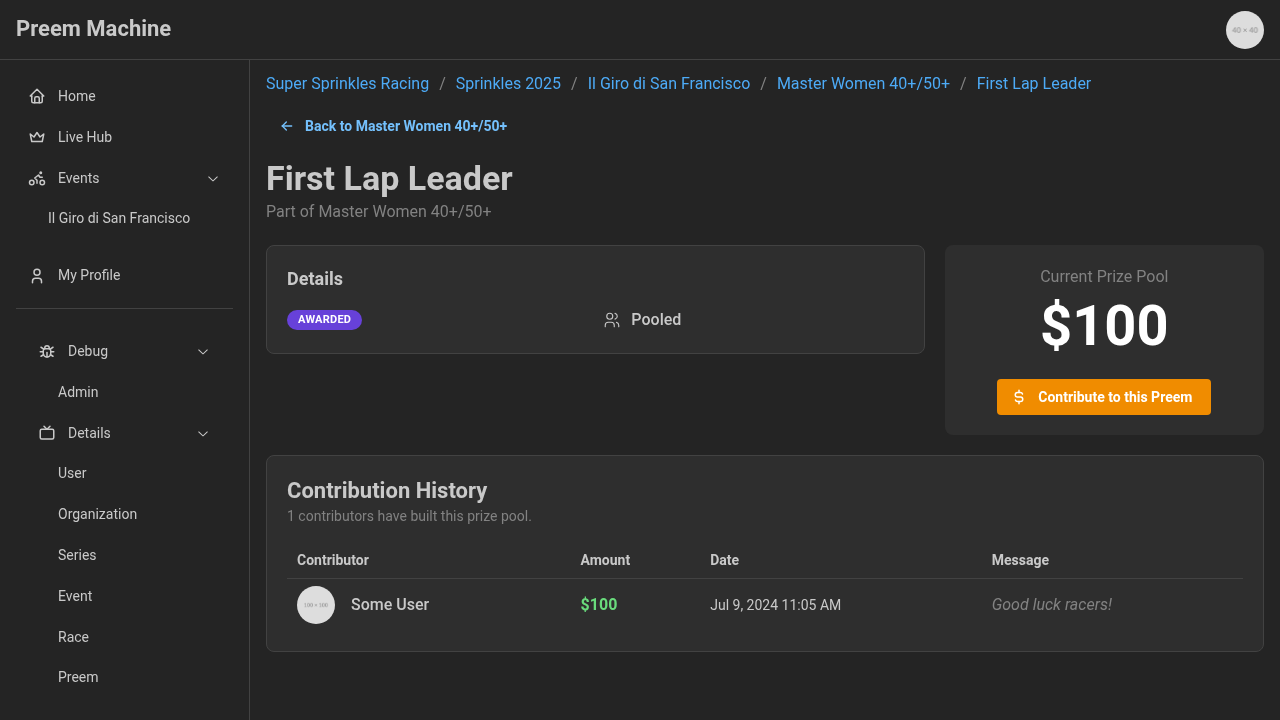 Preem Machine
40 × 40
Home
Live Hub
Events
Il Giro di San Francisco
My Profile
Debug
Admin
Details
User
Organization
Series
Event
Race
Preem
Super Sprinkles Racing / Sprinkles 2025 / Il Giro di San Francisco / Master Women 40+/50+ / First Lap Leader
Back to Master Women 40+/50+
First Lap Leader
Part of Master Women 40+/50+
Details
AWARDED
Pooled
Current Prize Pool
$100
$ Contribute to this Preem
Contribution History
1 contributors have built this prize pool.
Contributor Amount Date Message
100 × 100 Some User $100 Jul 9, 2024 11:05 AM Good luck racers!